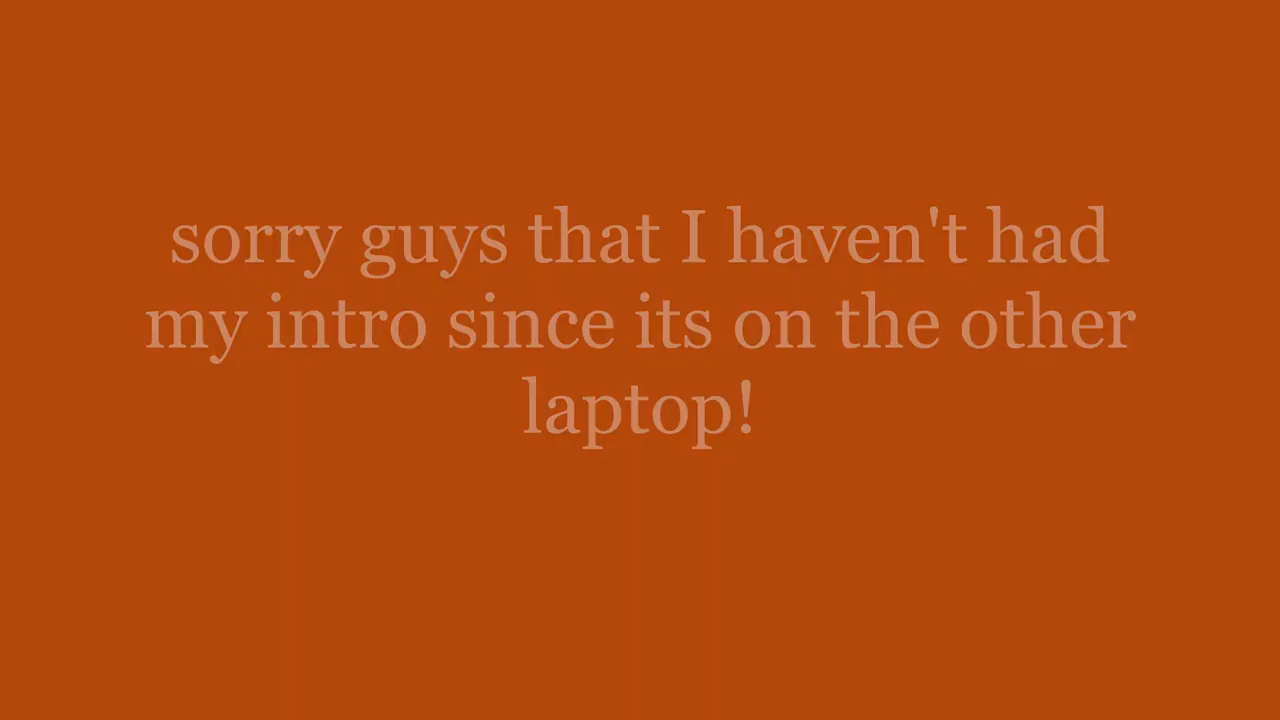 sorry guys that I haven't had
my intro since its on the other
laptop!